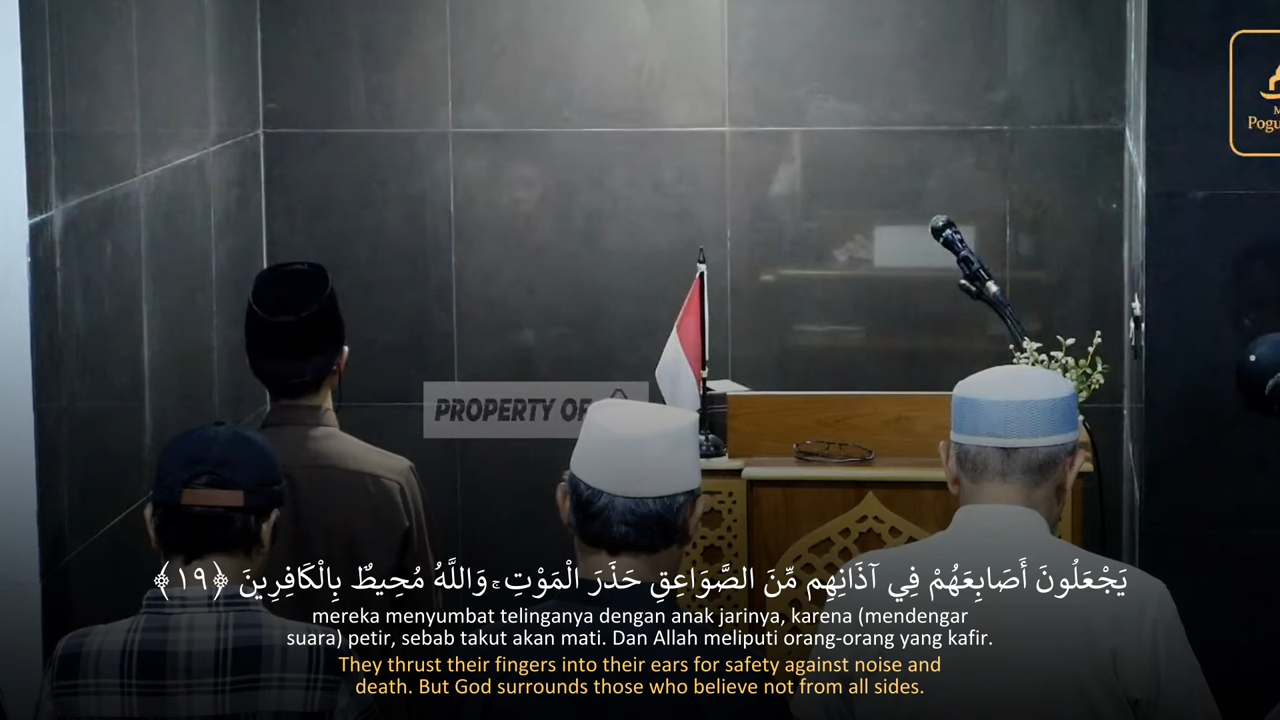 Pogu
PROPERTY OF
يَجْعَلُونَ أَصَابِعَهُمْ فِي آذَانِهِم مِّنَ الصَّوَاعِقِ حَذَرَ الْمَوْتِ ۚ وَاللَّهُ مُحِيطٌ بِالْكَافِرِينَ ﴿١٩﴾
mereka menyumbat telinganya dengan anak jarinya, karena (mendengar
suara) petir, sebab takut akan mati. Dan Allah meliputi orang-orang yang kafir.
They thrust their fingers into their ears for safety against noise and
death. But God surrounds those who believe not from all sides.